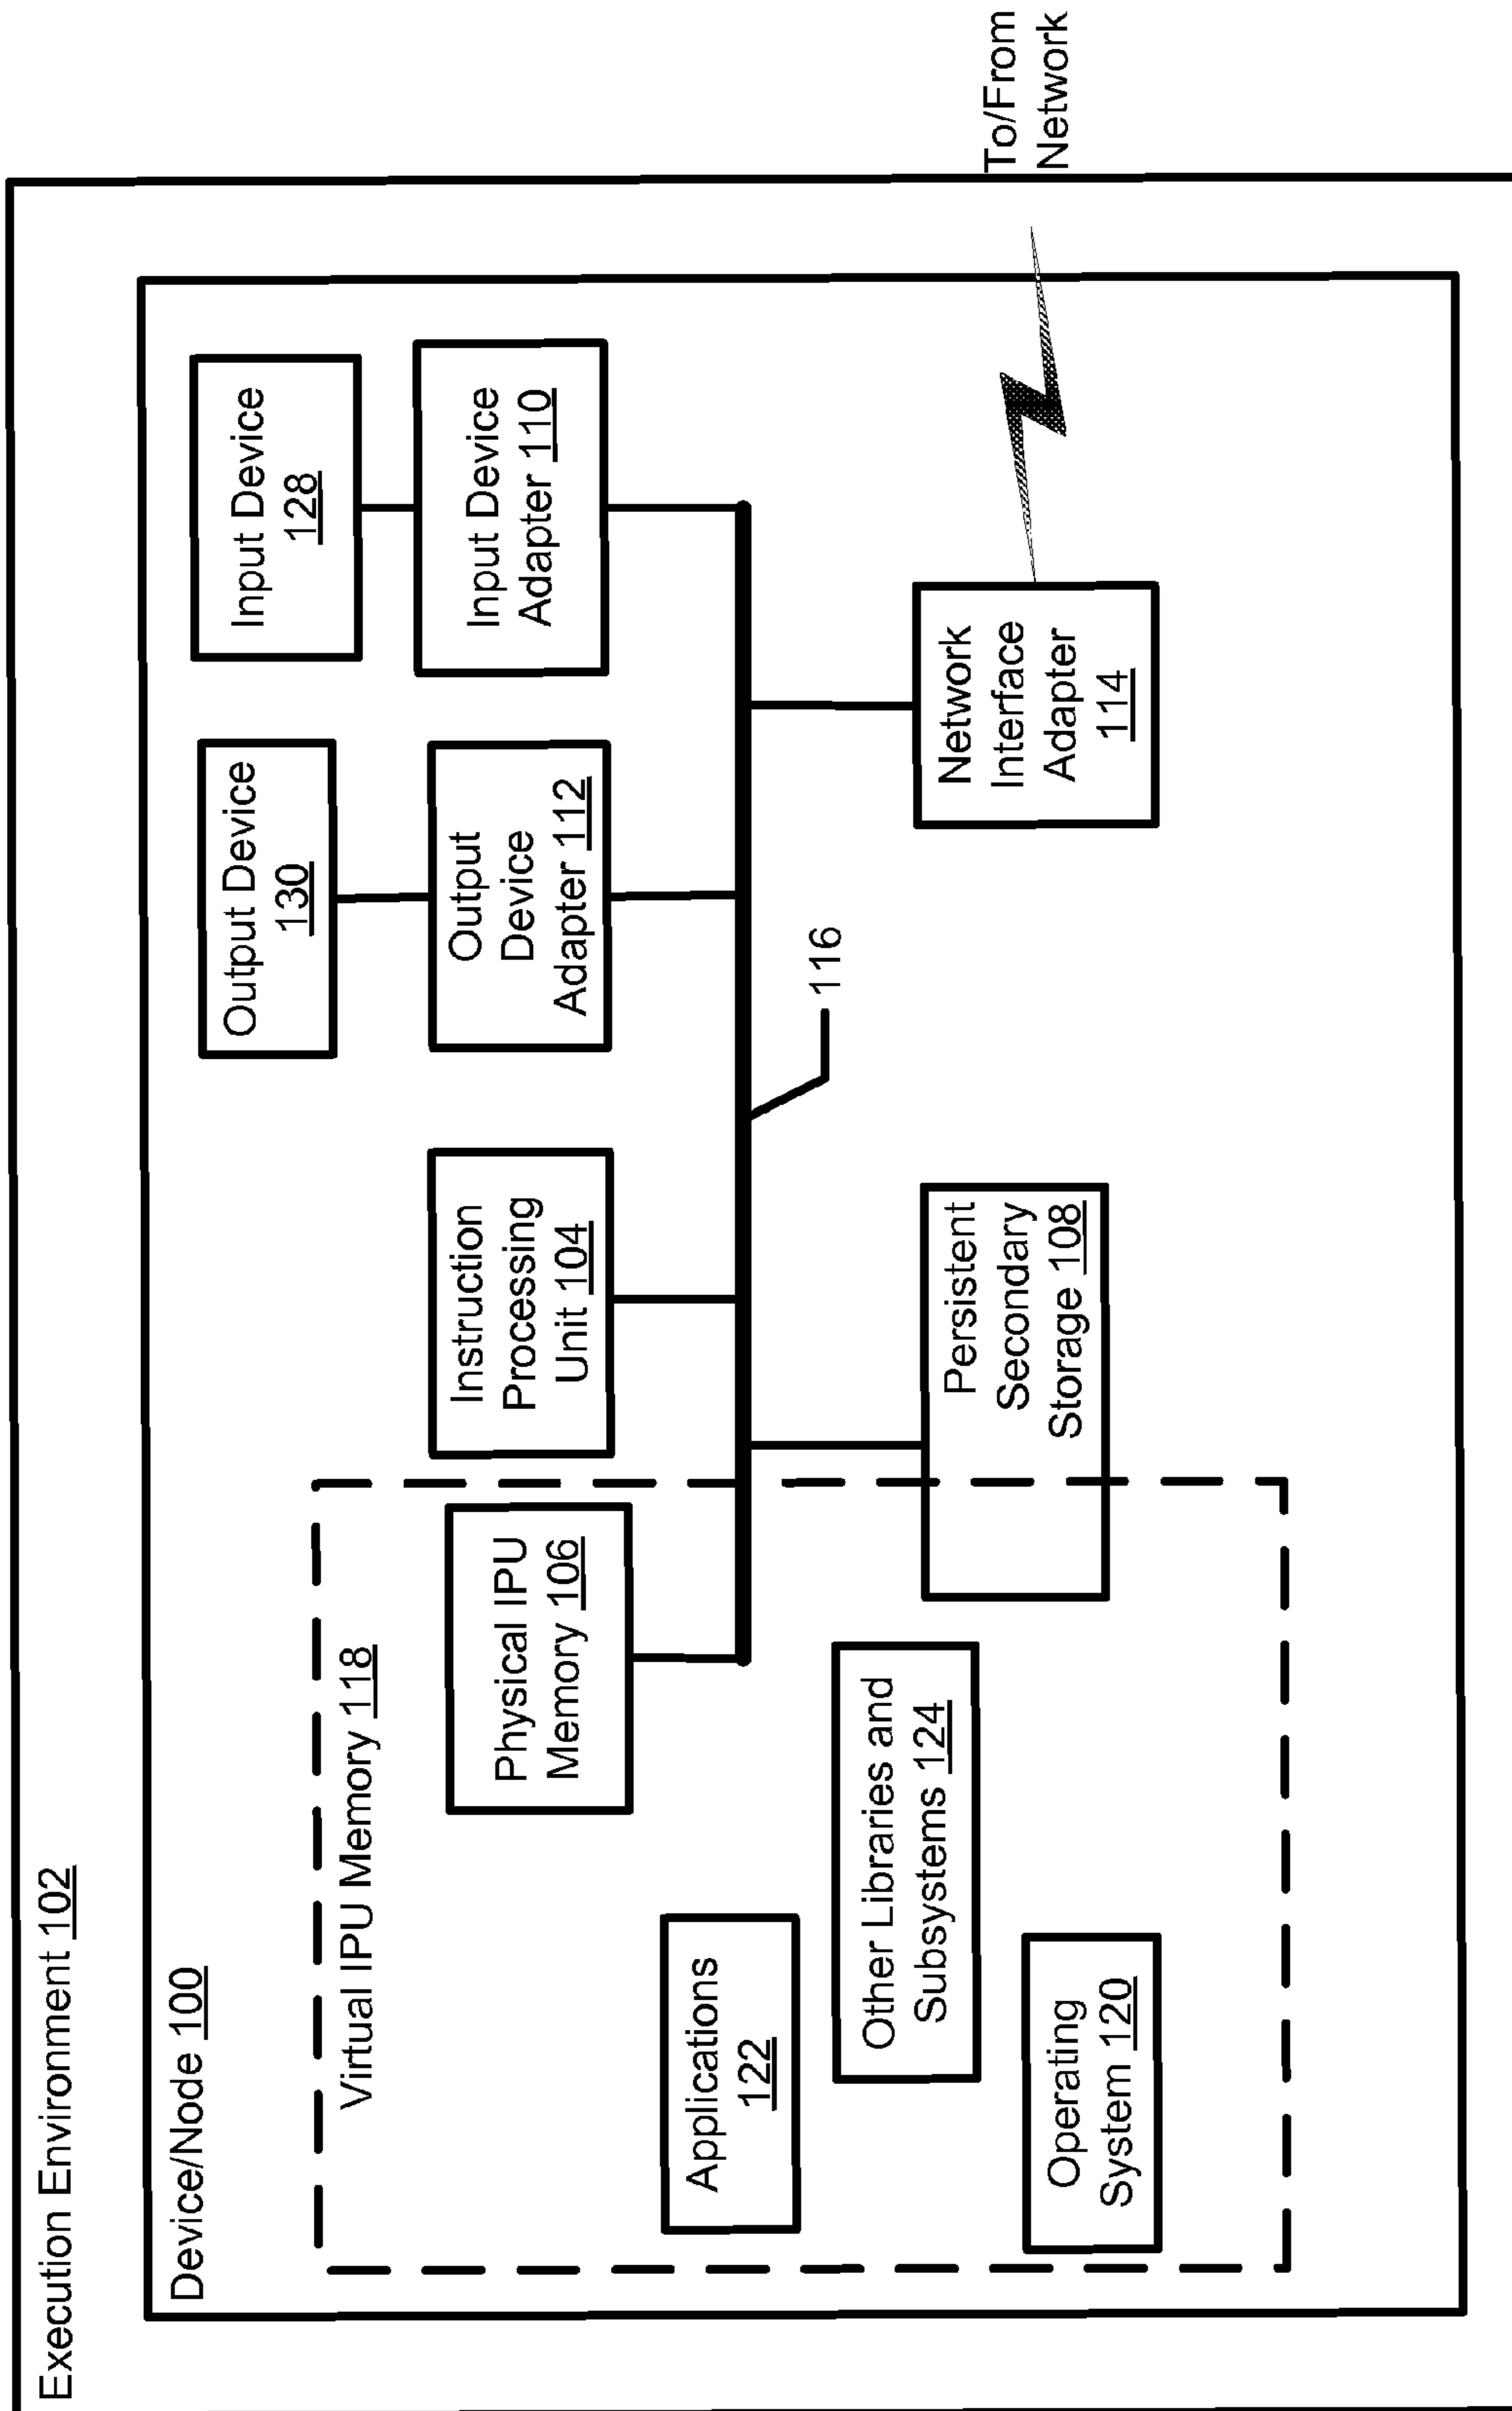 Execution Environment 102
Device/Node 100
Virtual IPU Memory 118
Physical IPU
Memory 106
Instruction
Processing
Unit 104
Output Device
130
Output
Device
Adapter 112
Input Device
128
Input Device
Adapter 110
Applications
122
Other Libraries and
Subsystems 124
Operating
System 120
116
Persistent
Secondary
Storage 108
Network
Interface
Adapter
114
To/From
Network